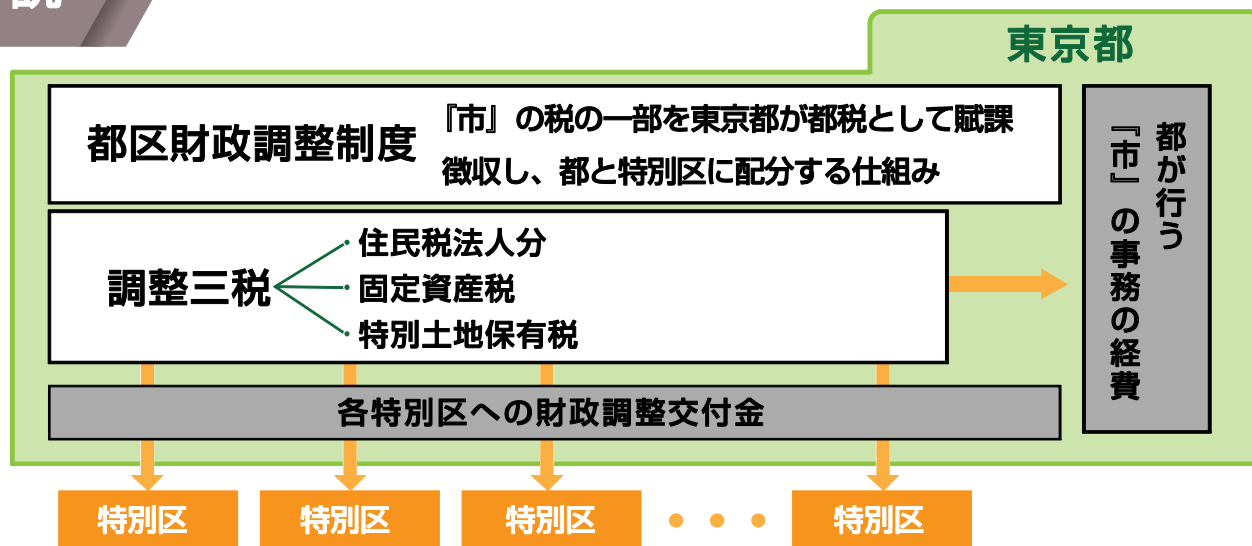 東京都
都区財政調整制度
『市』の税の一部を東京都が都税として賦課
徴収し、都と特別区に配分する仕組み
調整三税
・住民税法人分
・固定資産税
・特別土地保有税
都が行う
『市』の事務の経費
各特別区への財政調整交付金
特別区
特別区
特別区
・・・
特別区